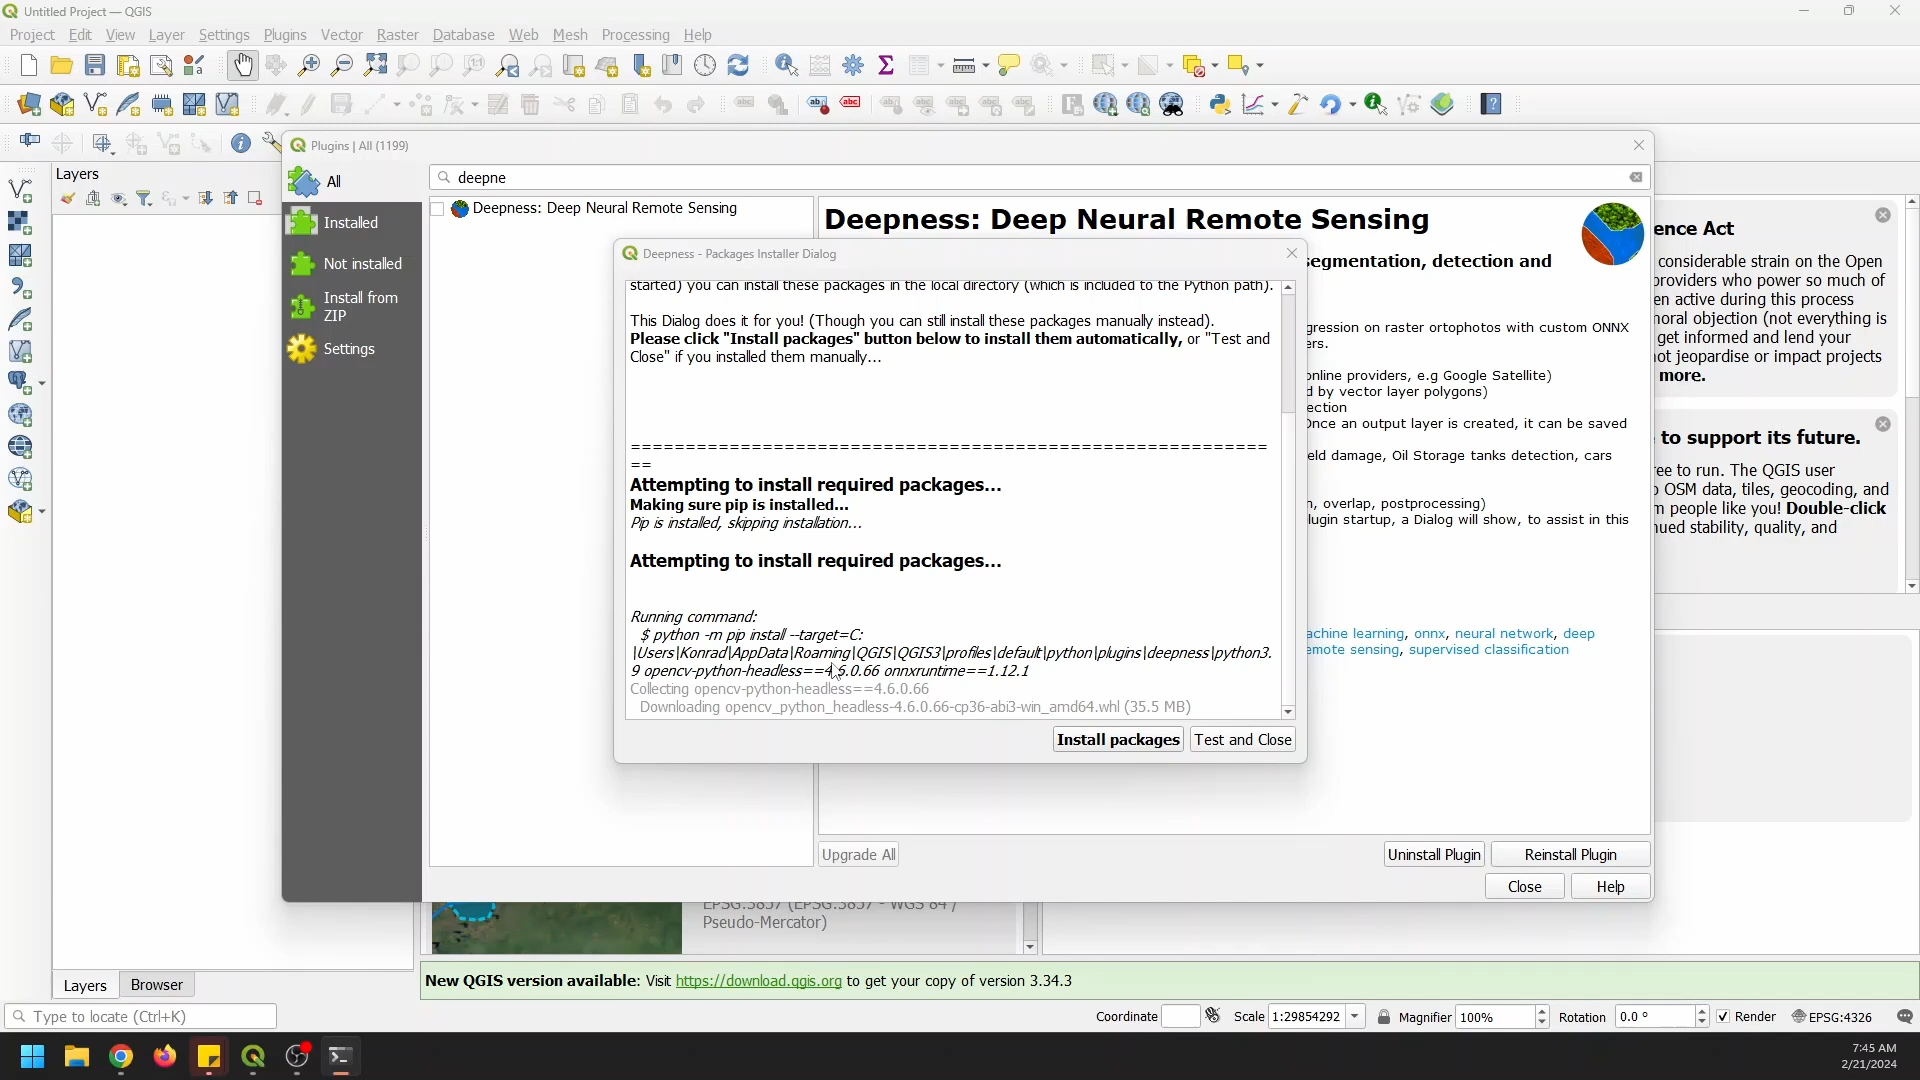 Untitled Project — QGIS
Project Edit View Layer Settings Plugins Vector Raster Database Web Mesh Processing Help
Plugins | All (1199)
Layers
All
Installed
Not installed
Install from
ZIP
Settings
deepne
Deepness: Deep Neural Remote Sensing
Deepness: Deep Neural Remote Sensing
segmentation, detection and
gression on raster ortophotos with custom ONNX
ers.
online providers, e.g Google Satellite)
d by vector layer polygons)
ection
Once an output layer is created, it can be saved
eld damage, Oil Storage tanks detection, cars
n, overlap, postprocessing)
lugin startup, a Dialog will show, to assist in this
achine learning, onnx, neural network, deep
emote sensing, supervised classification
Deepness - Packages Installer Dialog
started) you can install these packages in the local directory (which is included to the Python path).
This Dialog does it for you! (Though you can still install these packages manually instead).
Please click "Install packages" button below to install them automatically, or "Test and
Close" if you installed them manually...
==========================================================
==
Attempting to install required packages...
Making sure pip is installed...
Pip is installed, skipping installation...
Attempting to install required packages...
Running command:
$ python -m pip install --target=C:
\Users\Konrad\AppData\Roaming\QGIS\QGIS3\profiles\default\python\plugins\deepness\python3.
9 opencv-python-headless==4.6.0.66 onnxruntime==1.12.1
Collecting opencv-python-headless==4.6.0.66
Downloading opencv_python_headless-4.6.0.66-cp36-abi3-win_amd64.whl (35.5 MB)
Install packages Test and Close
Upgrade All
Uninstall Plugin Reinstall Plugin
Close Help
ence Act
considerable strain on the Open
providers who power so much of
en active during this process
noral objection (not everything is
get informed and lend your
ot jeopardise or impact projects
more.
to support its future.
ree to run. The QGIS user
OSM data, tiles, geocoding, and
m people like you! Double-click
nued stability, quality, and
EPSG:3857 (EPSG:3857 - WGS 84 /
Pseudo-Mercator)
Layers Browser
New QGIS version available: Visit https://download.qgis.org to get your copy of version 3.34.3
Type to locate (Ctrl+K)
Coordinate Scale 1:29854292 Magnifier 100% Rotation 0.0 ° Render EPSG:4326
7:45 AM
2/21/2024